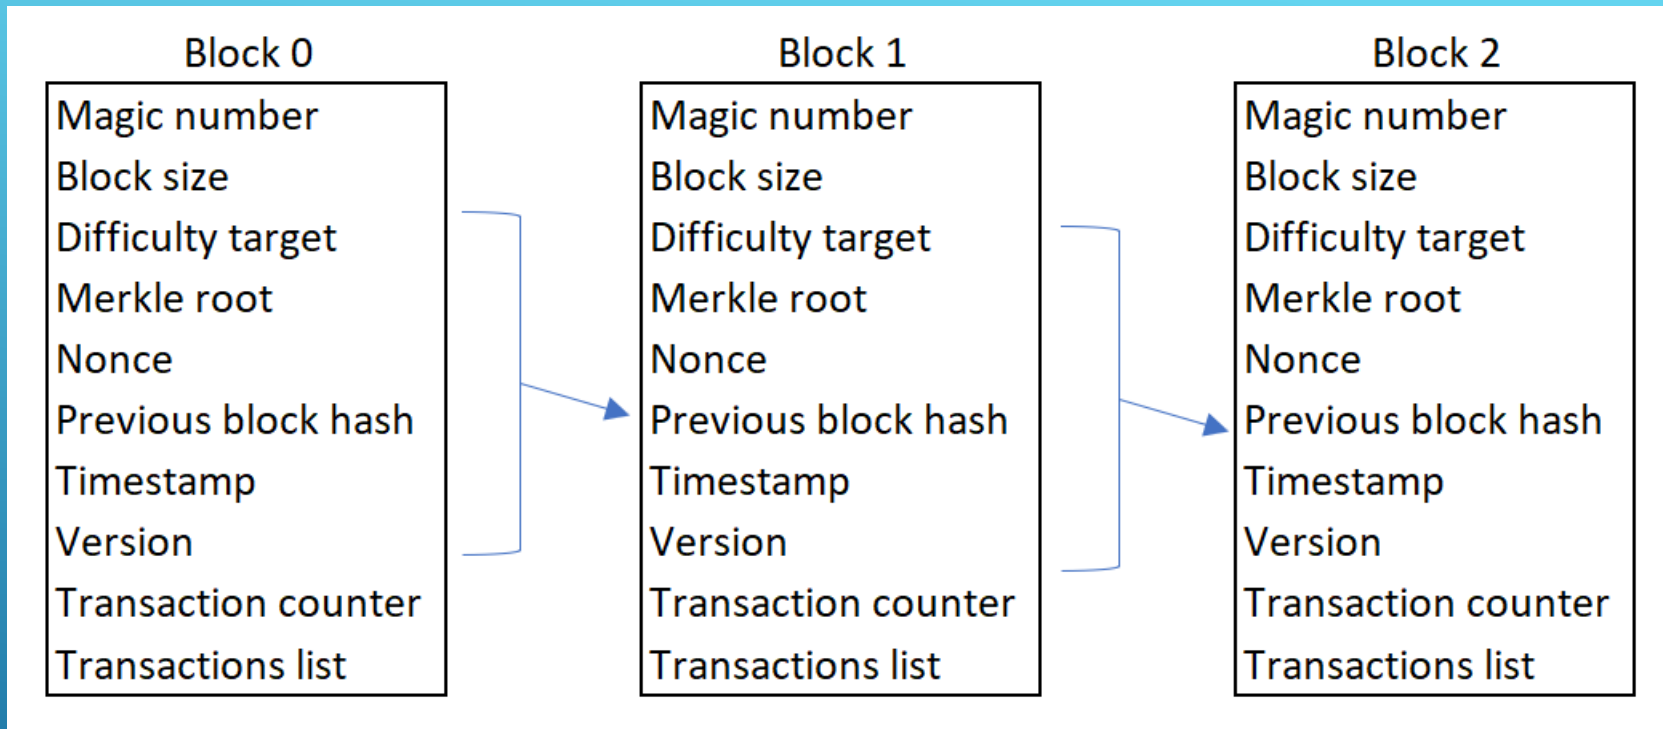 Block 0
Magic number
Block size
Difficulty target
Merkle root
Nonce
Previous block hash
Timestamp
Version
Transaction counter
Transactions list
Block 1
Magic number
Block size
Difficulty target
Merkle root
Nonce
Previous block hash
Timestamp
Version
Transaction counter
Transactions list
Block 2
Magic number
Block size
Difficulty target
Merkle root
Nonce
Previous block hash
Timestamp
Version
Transaction counter
Transactions list